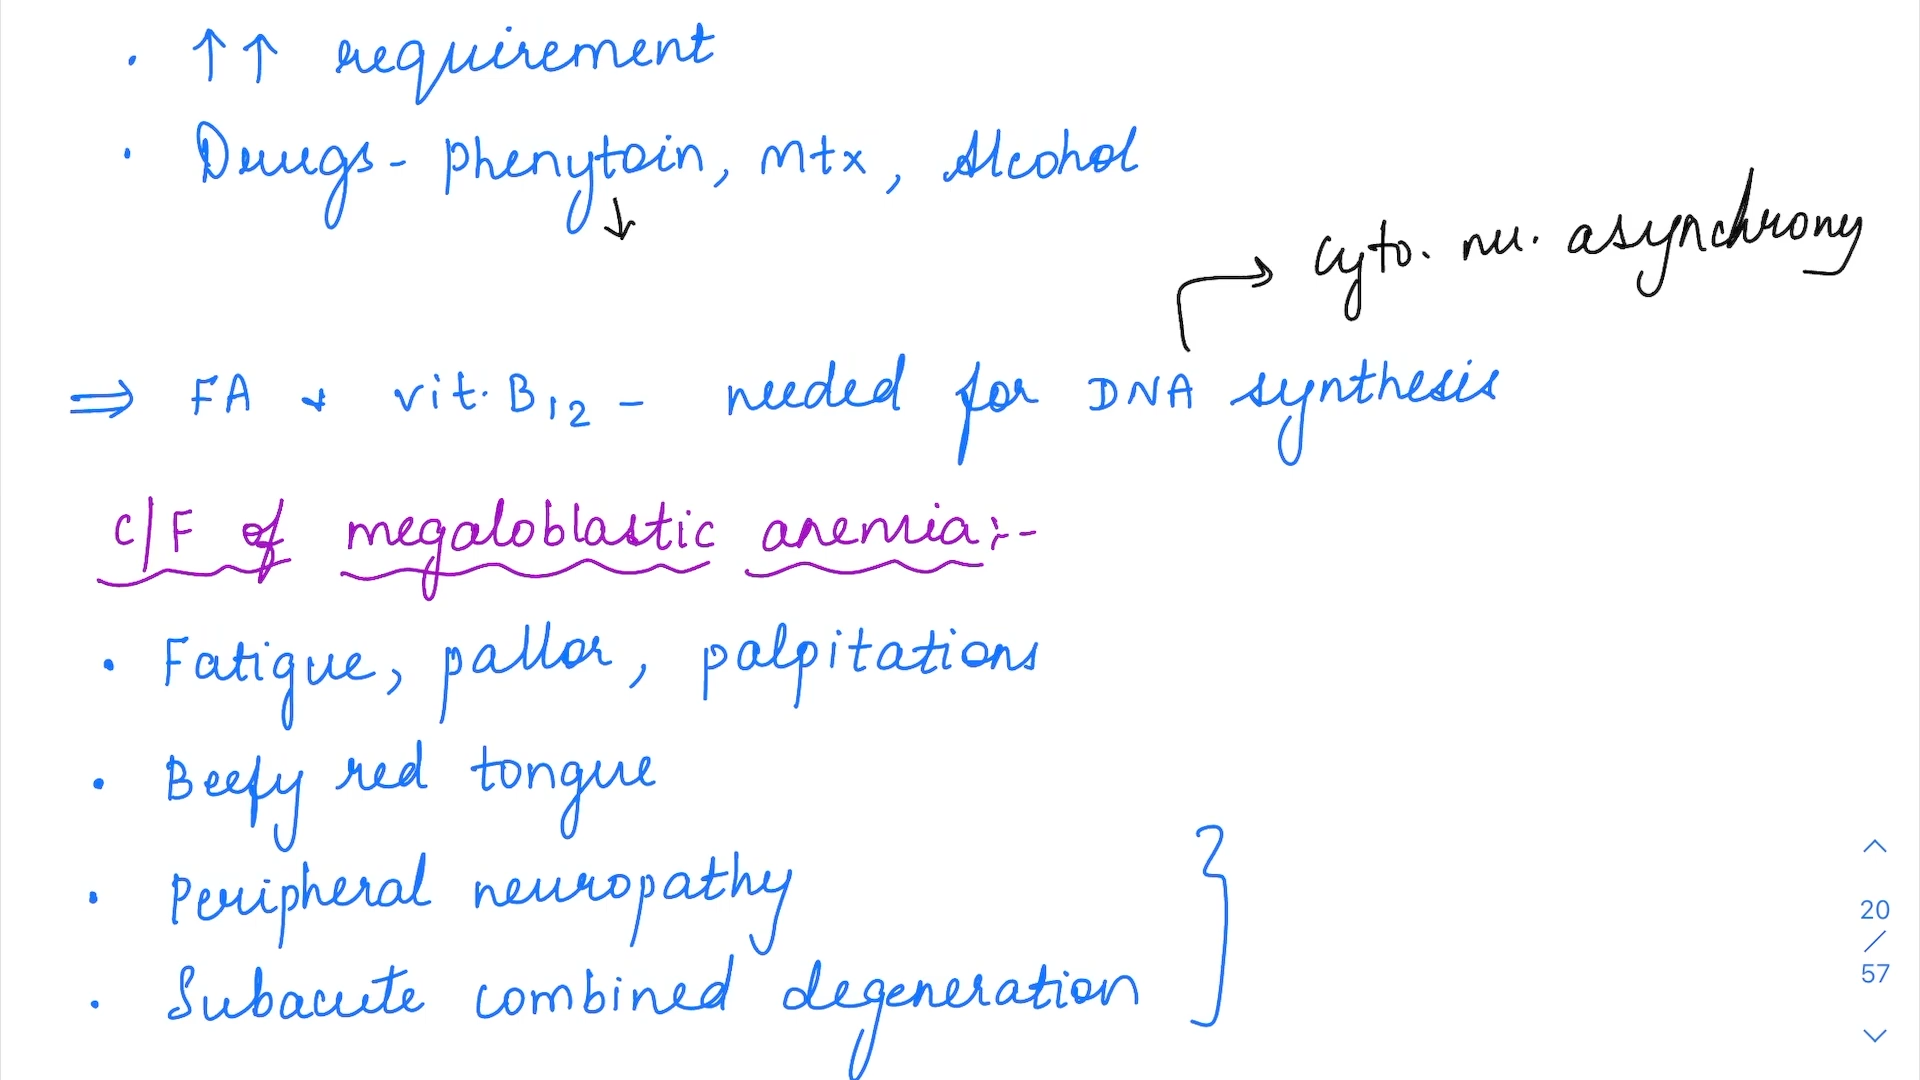 • ↑↑ requirement
• Drugs - phenytoin, mtx, Alcohol
↓
→ cyto. nu. asynchrony
⇒ FA & vit. B12 - needed for DNA synthesis
C/F of megaloblastic anemia:-
• Fatigue, pallor, palpitations
• Beefy red tongue
• Peripheral neuropathy
• Subacute combined degeneration
20
/
57